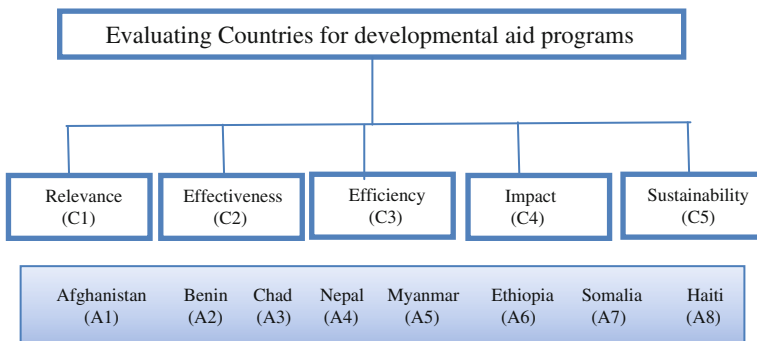 Evaluating Countries for developmental aid programs
Relevance
(C1)
Effectiveness
(C2)
Efficiency
(C3)
Impact
(C4)
Sustainability
(C5)
Afghanistan
(A1)
Benin
(A2)
Chad
(A3)
Nepal
(A4)
Myanmar
(A5)
Ethiopia
(A6)
Somalia
(A7)
Haiti
(A8)